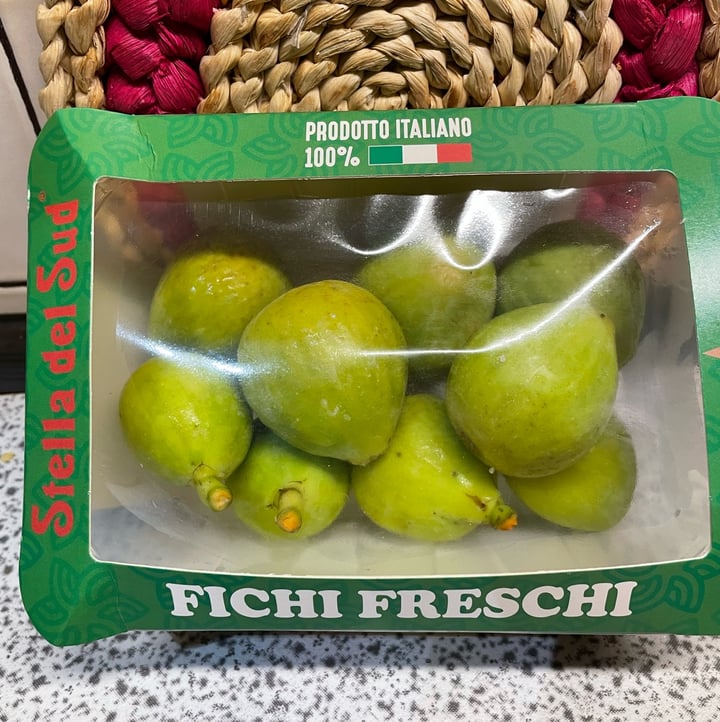 PRODOTTO ITALIANO
100%
Stella del Sud®
FICHI FRESCHI